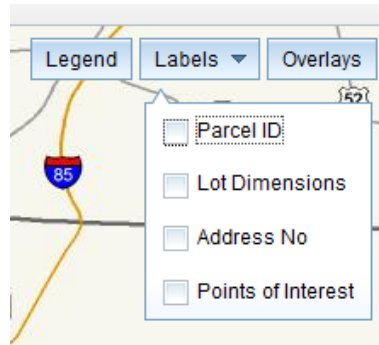 Legend Labels Overlays
52
Parcel ID
85
Lot Dimensions
Address No
Points of Interest